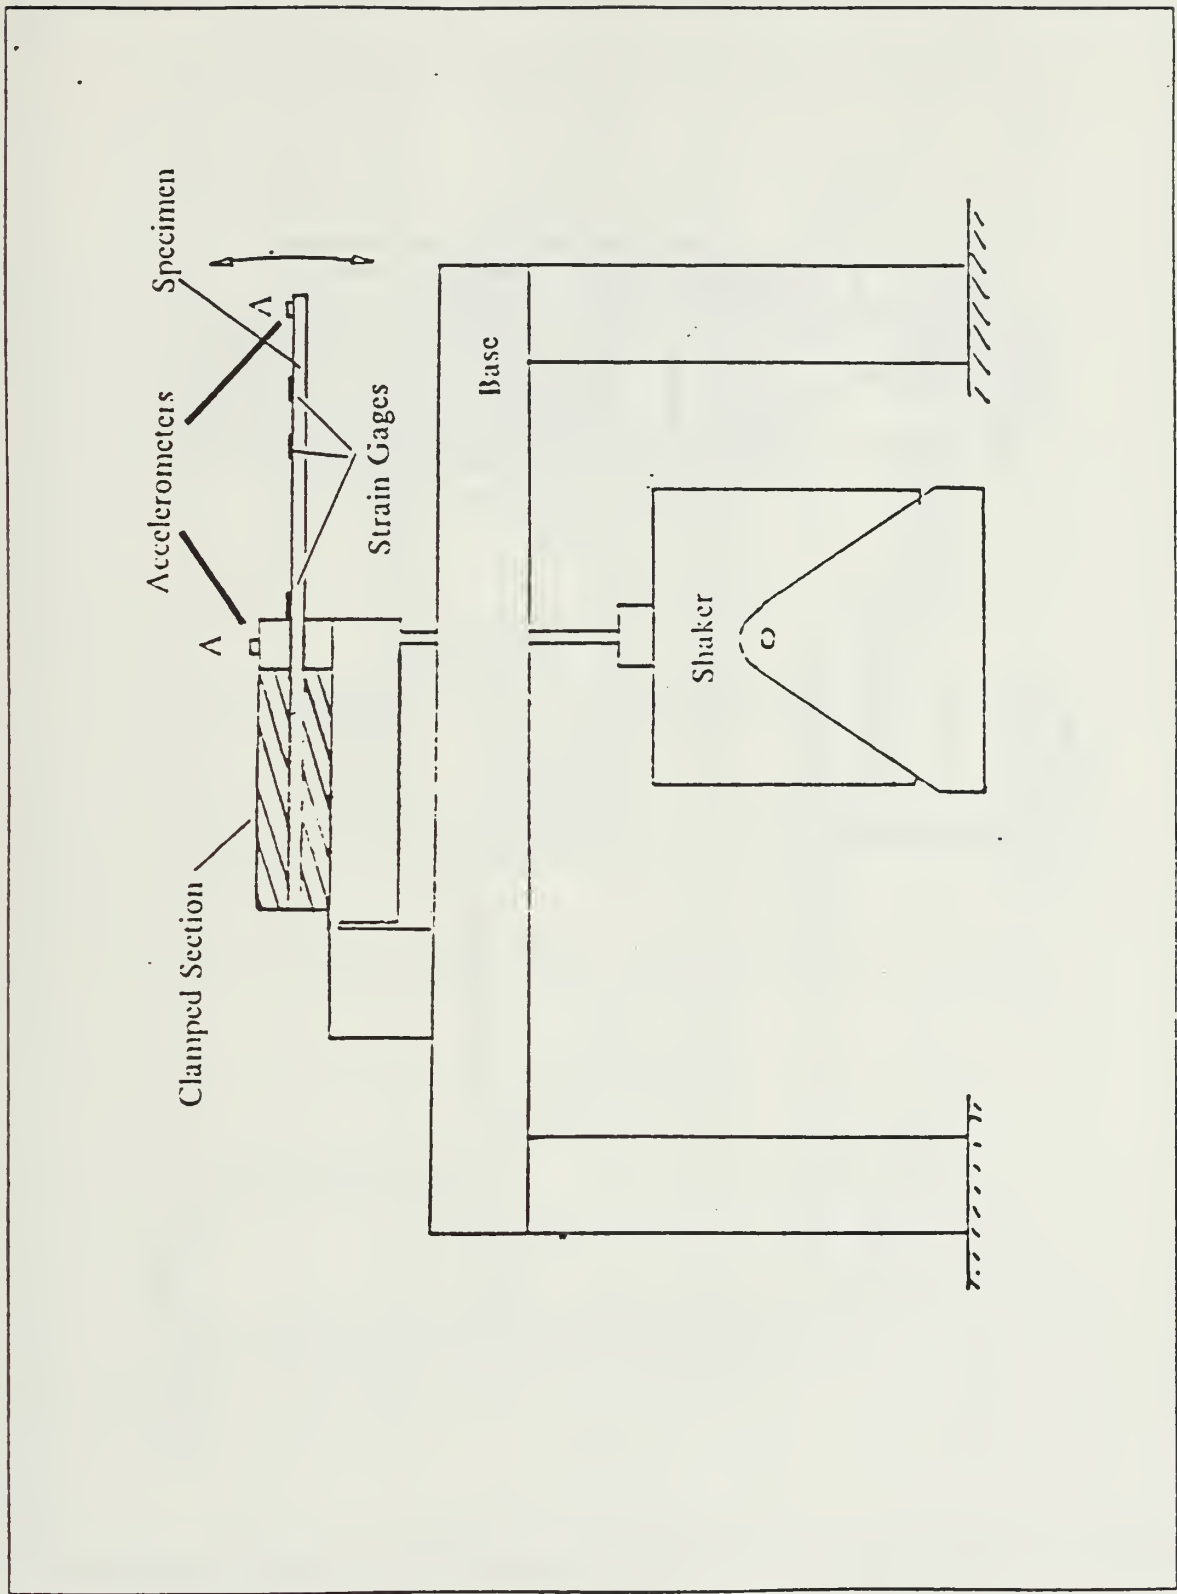 Clamped Section
Accelerometers
Specimen
A
A
Strain Gages
Base
Shaker